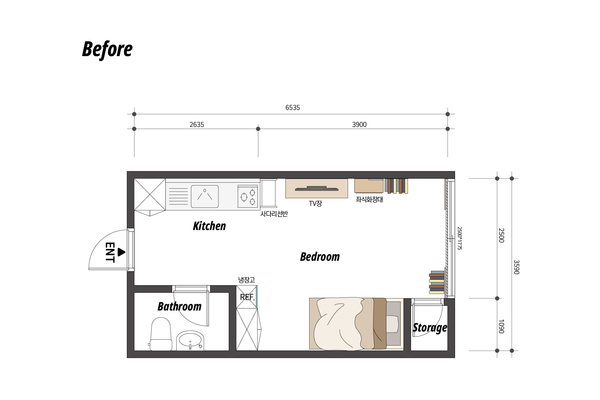 Before
6535
2635
3900
사다리선반
TV장
좌식화장대
Kitchen
ENT
Bedroom
2500*1775
2500
3590
냉장고
REF.
Bathroom
Storage
1090